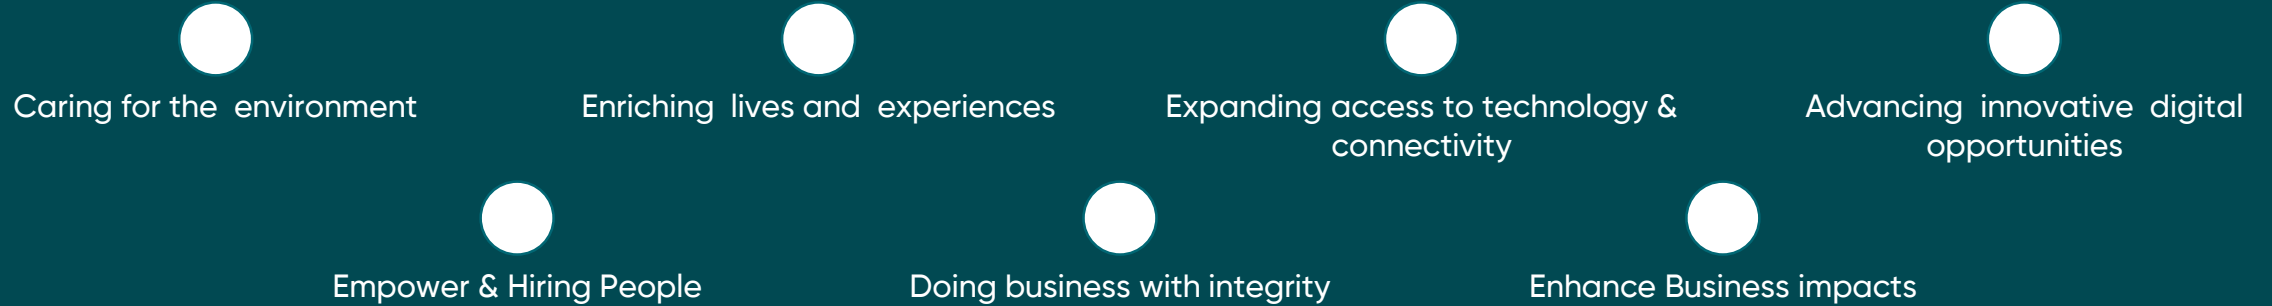 Caring for the environment
Enriching lives and experiences
Expanding access to technology &
connectivity
Advancing innovative digital
opportunities
Empower & Hiring People
Doing business with integrity
Enhance Business impacts